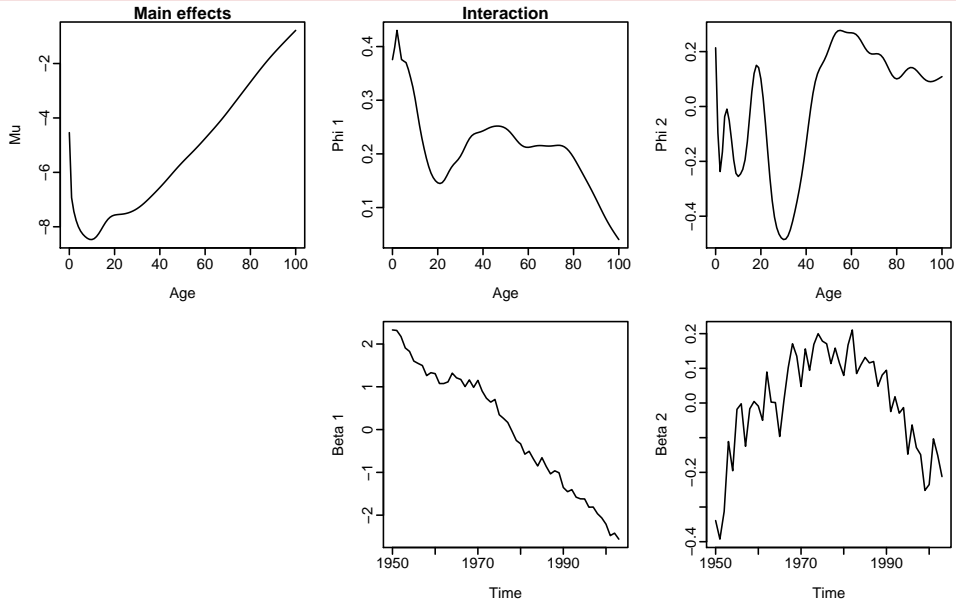 Main effects
Mu
−2
−4
−6
−8
0 20 40 60 80 100
Age
Interaction
Phi 1
0.4
0.3
0.2
0.1
0 20 40 60 80 100
Age
Phi 2
0.2
0.0
−0.2
−0.4
0 20 40 60 80 100
Age
Beta 1
2
1
0
−1
−2
1950 1970 1990
Time
Beta 2
0.2
0.1
0.0
−0.2
−0.4
1950 1970 1990
Time